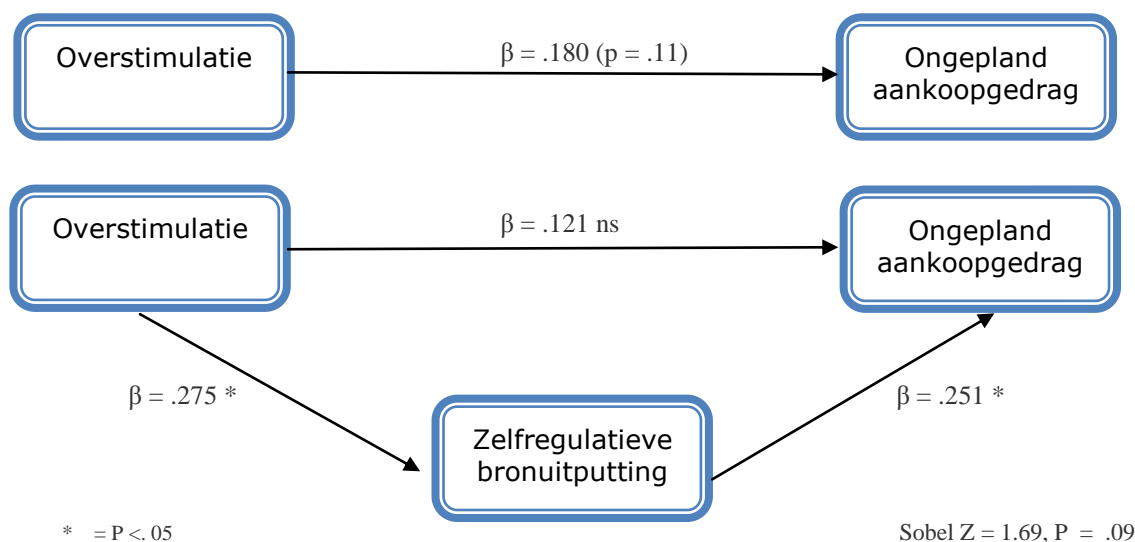 Overstimulatie
β = .180 (p = .11)
Ongepland
aankoopgedrag
Overstimulatie
β = .121 ns
Ongepland
aankoopgedrag
β = .275 *
β = .251 *
Zelfregulatieve
bronuitputting
* = P <. 05
Sobel Z = 1.69, P = .09